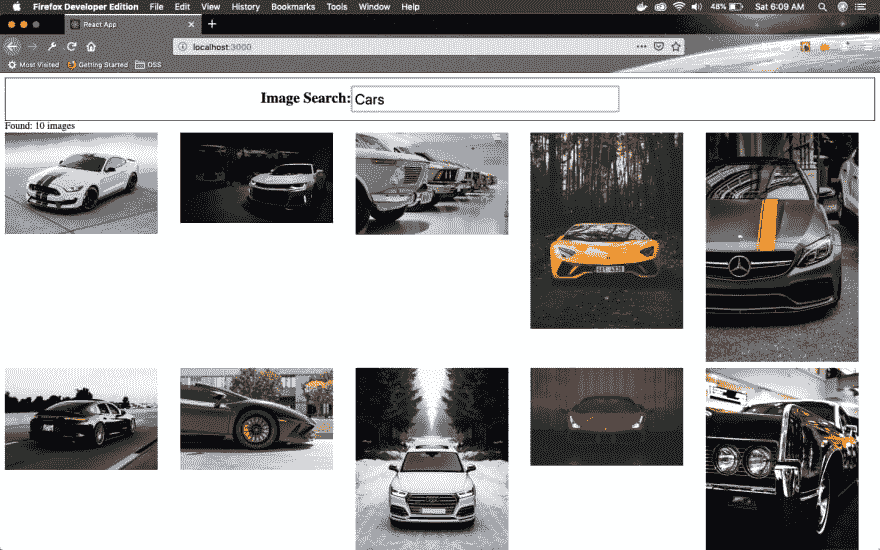 Firefox Developer Edition File Edit View History Bookmarks Tools Window Help 48% Sat 6:09 AM
React App
localhost:3000
Most Visited Getting Started OSS
Image Search: Cars
Found: 10 images